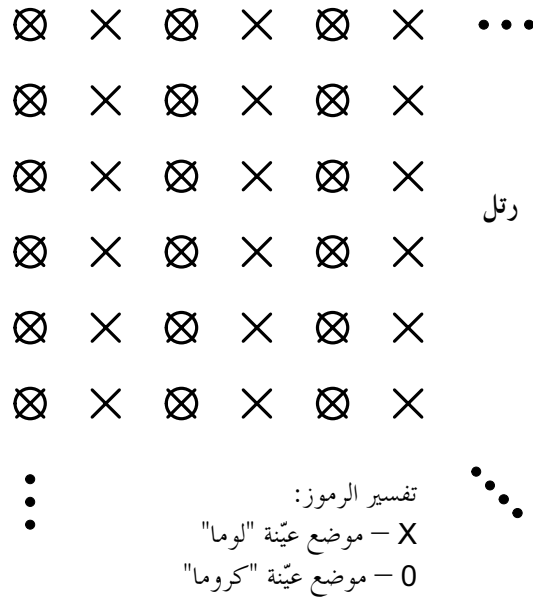 رتل
تفسير الرموز:
X – موضع عيّنة "لوما"
0 – موضع عيّنة "كروما"